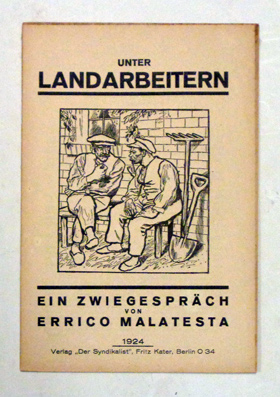 UNTER
LANDARBEITERN
EIN ZWIEGESPRÄCH
VON
ERRICO MALATESTA
1924
Verlag „Der Syndikalist", Fritz Kater, Berlin O 34